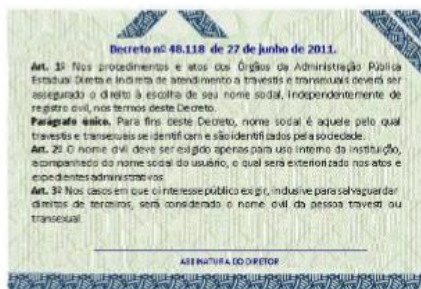 Decreto nº 48.118 de 27 de junho de 2011.
Art. 1º Nos procedimentos e atos dos Órgãos da Administração Pública
Estadual Direta e Indireta de atendimento a travestis e transexuais deverá ser
assegurado o direito à escolha de seu nome social, independentemente de
registro civil, nos termos deste Decreto.
Parágrafo único. Para fins deste Decreto, nome social é aquele pelo qual
travestis e transexuais se identificam e são identificados pela sociedade.
Art. 2º O nome civil deve ser exigido apenas para uso interno da instituição,
acompanhado do nome social do usuário, o qual será exteriorizado nos atos e
expedientes administrativos.
Art. 3º Nos casos em que o interesse público exigir, inclusive para salvaguardar
direitos de terceiros, será considerado o nome civil da pessoa travesti ou
transexual.
ASSINATURA DO DIRETOR